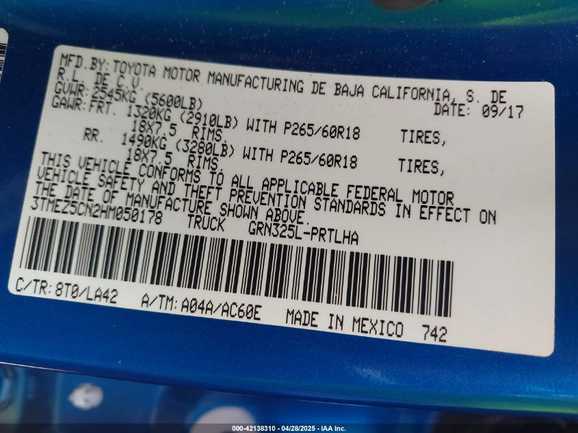 MFD.BY: TOYOTA MOTOR MANUFACTURING DE BAJA CALIFORNIA, S. DE
R.L. DE C.V. DATE: 09/17
GVWR: 2545KG (5600LB)
GAWR: FRT. 1320KG (2910LB) WITH P265/60R18 TIRES,
18X7.5 RIMS,
RR. 1490KG (3280LB) WITH P265/60R18 TIRES,
18X7.5 RIMS,
THIS VEHICLE CONFORMS TO ALL APPLICABLE FEDERAL MOTOR
VEHICLE SAFETY AND THEFT PREVENTION STANDARDS IN EFFECT ON
THE DATE OF MANUFACTURE SHOWN ABOVE.
3TMEZ5CN2HM050178 TRUCK GRN325L-PRTLHA
C/TR: 8T0/LA42 A/TM: A04A/AC60E MADE IN MEXICO 742
000-42138310 - 04/28/2025 - IAA, Inc.